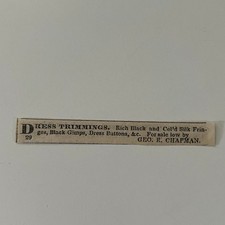 DRESS TRIMMINGS. Rich Black and Col'd Silk Frin-
ges, Black Gimps, Dress Buttons, &c. For sale low by
29 GEO. E. CHAPMAN.